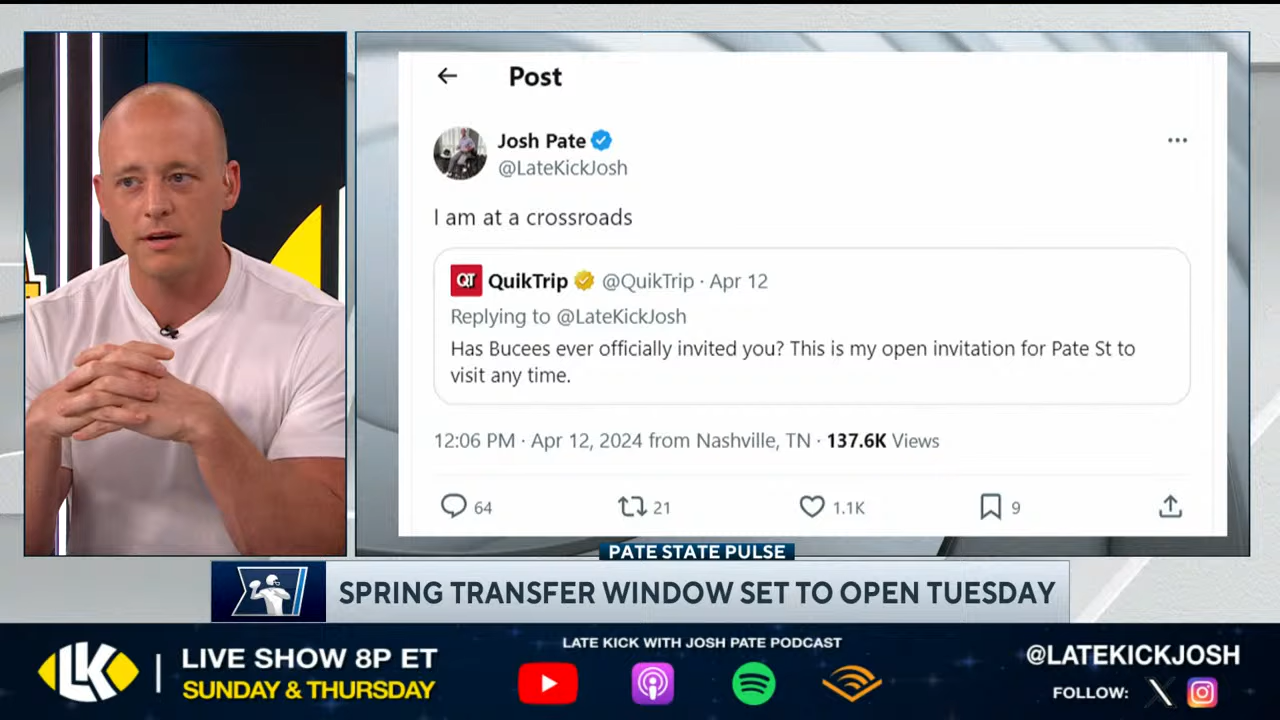 Post
Josh Pate
@LateKickJosh
I am at a crossroads
QT QuikTrip @QuikTrip · Apr 12
Replying to @LateKickJosh
Has Bucees ever officially invited you? This is my open invitation for Pate St to
visit any time.
12:06 PM · Apr 12, 2024 from Nashville, TN · 137.6K Views
64 21 1.1K 9
PATE STATE PULSE
SPRING TRANSFER WINDOW SET TO OPEN TUESDAY
LK
LIVE SHOW 8P ET
SUNDAY & THURSDAY
LATE KICK WITH JOSH PATE PODCAST
@LATEKICKJOSH
FOLLOW: